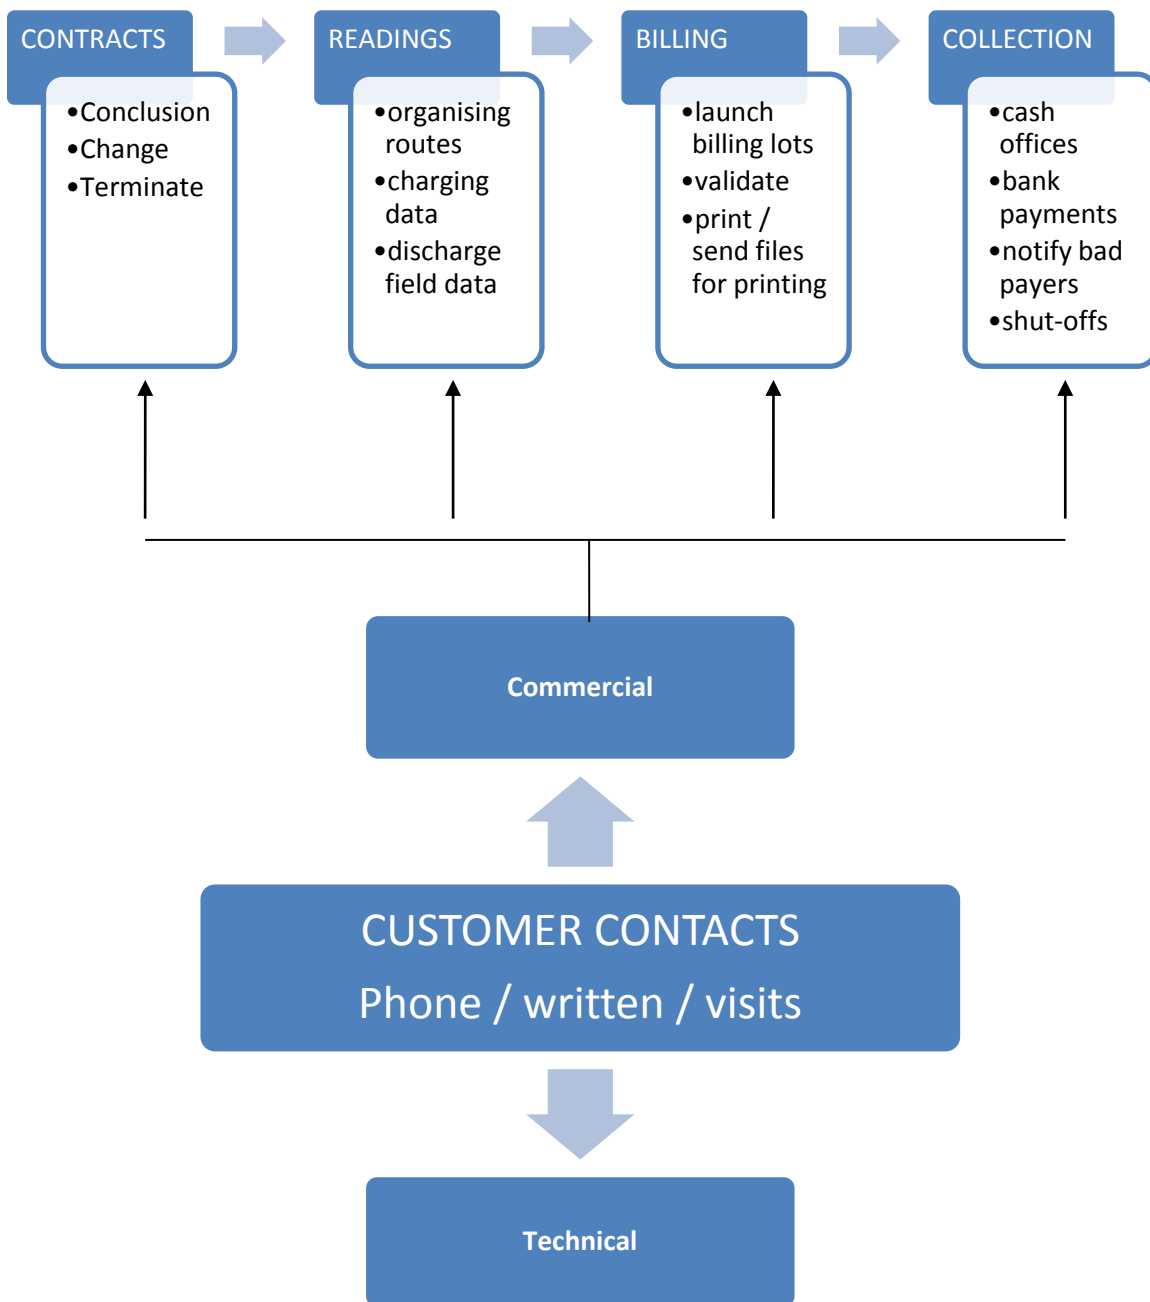 CONTRACTS
•Conclusion
•Change
•Terminate
READINGS
•organising
routes
•charging
data
•discharge
field data
BILLING
•launch
billing lots
•validate
•print /
send files
for printing
COLLECTION
•cash
offices
•bank
payments
•notify bad
payers
•shut-offs
Commercial
CUSTOMER CONTACTS
Phone / written / visits
Technical